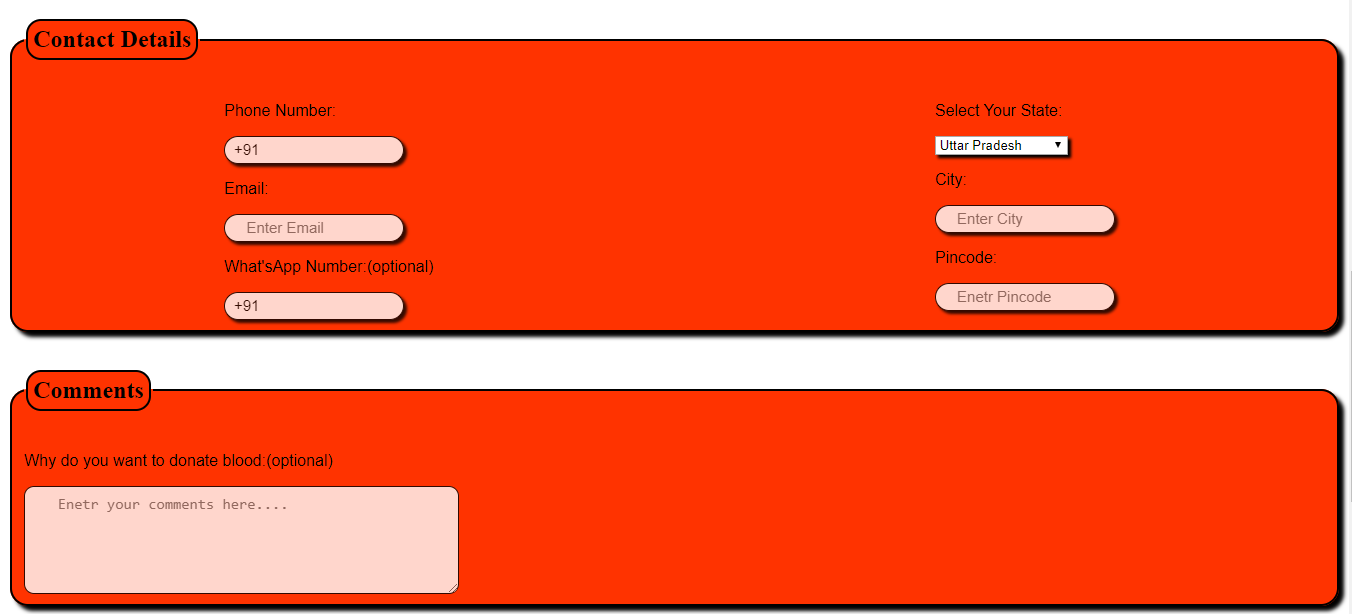 Contact Details
Phone Number:
+91
Email:
Enter Email
What'sApp Number:(optional)
+91
Select Your State:
Uttar Pradesh
City:
Enter City
Pincode:
Enetr Pincode
Comments
Why do you want to donate blood:(optional)
Enetr your comments here....